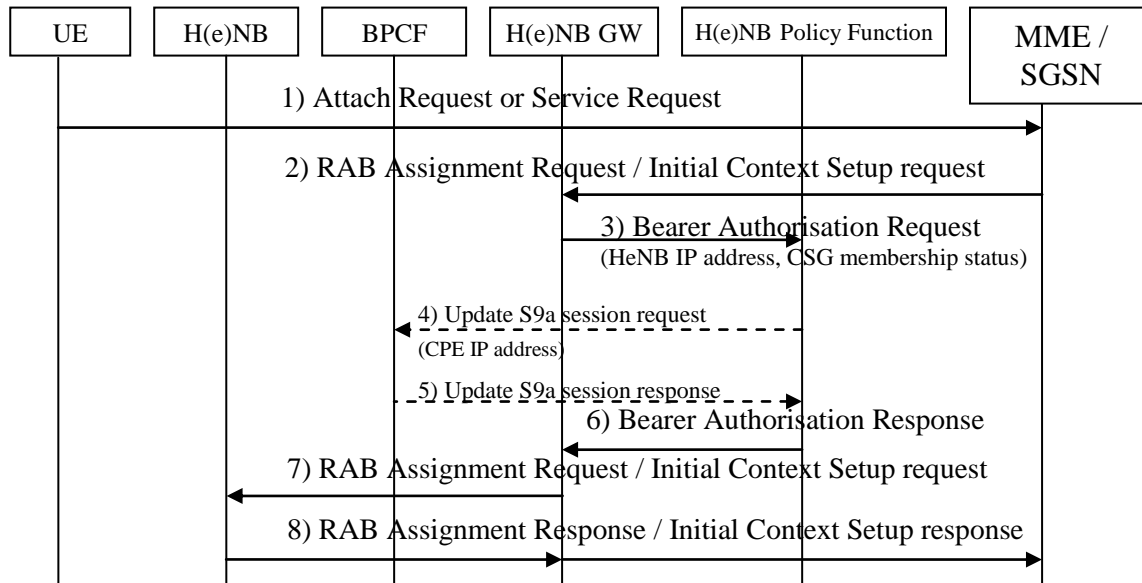 UE
H(e)NB
BPCF
H(e)NB GW
H(e)NB Policy Function
MME /
SGSN
1) Attach Request or Service Request
2) RAB Assignment Request / Initial Context Setup request
3) Bearer Authorisation Request
(HeNB IP address, CSG membership status)
4) Update S9a session request
(CPE IP address)
5) Update S9a session response
6) Bearer Authorisation Response
7) RAB Assignment Request / Initial Context Setup request
8) RAB Assignment Response / Initial Context Setup response